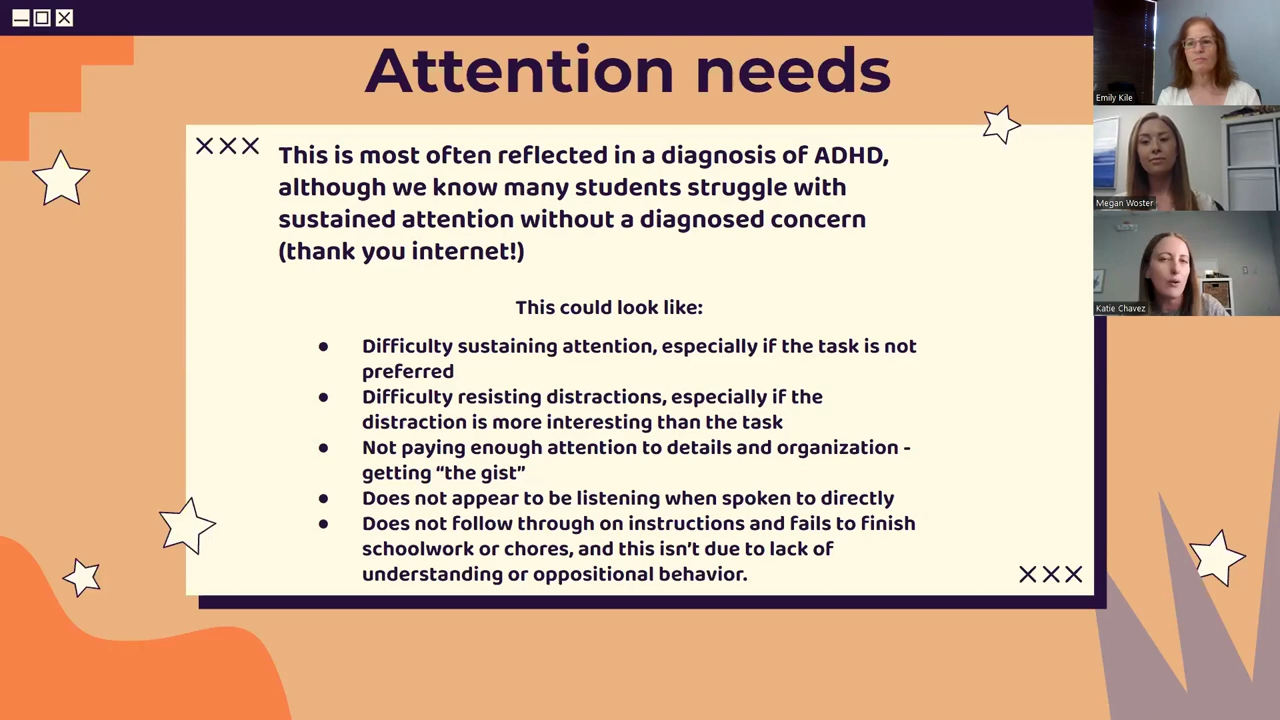 Attention needs
This is most often reflected in a diagnosis of ADHD,
although we know many students struggle with
sustained attention without a diagnosed concern
(thank you internet!)
This could look like:
● Difficulty sustaining attention, especially if the task is not
preferred
● Difficulty resisting distractions, especially if the
distraction is more interesting than the task
● Not paying enough attention to details and organization -
getting “the gist”
● Does not appear to be listening when spoken to directly
● Does not follow through on instructions and fails to finish
schoolwork or chores, and this isn’t due to lack of
understanding or oppositional behavior.
Emily Kile
Megan Woster
Katie Chavez